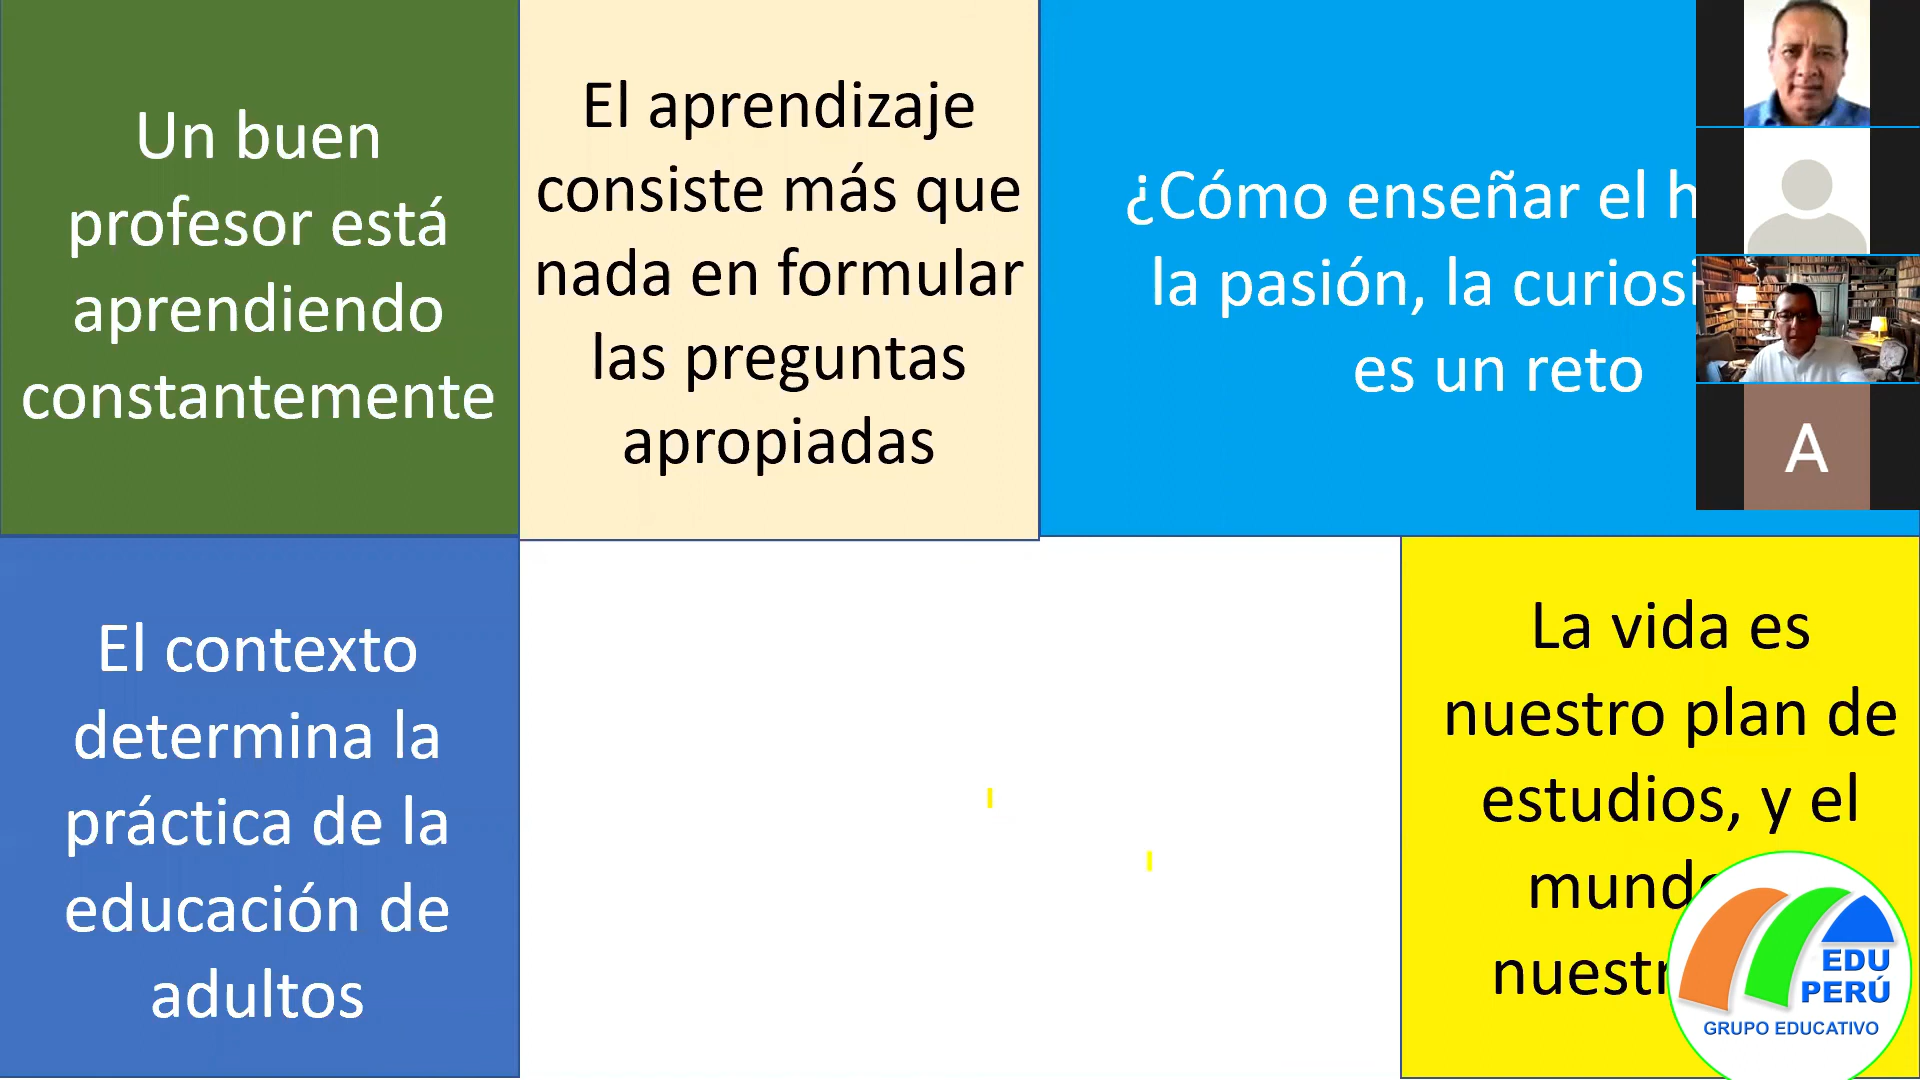 Un buen
profesor está
aprendiendo
constantemente
El aprendizaje
consiste más que
nada en formular
las preguntas
apropiadas
¿Cómo enseñar el
la pasión, la
es un reto
A
El contexto
determina la
práctica de la
educación de
adultos
La vida es
nuestro plan de
estudios, y el
EDU
PERÚ
GRUPO EDUCATIVO